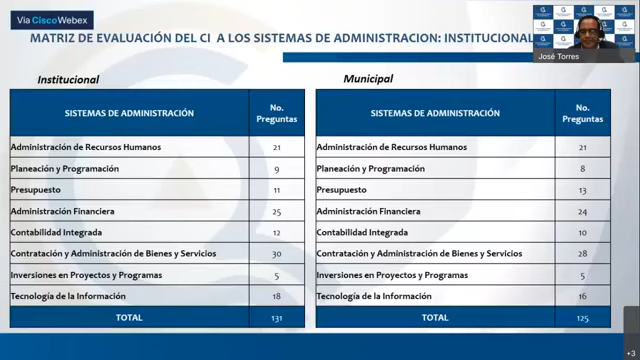 Vía CiscoWebex
MATRIZ DE EVALUACIÓN DEL CI A LOS SISTEMAS DE ADMINISTRACION: INSTITUCIONAL
José Torres
Institucional
SISTEMAS DE ADMINISTRACIÓN No. Preguntas
Administración de Recursos Humanos 21
Planeación y Programación 9
Presupuesto 11
Administración Financiera 25
Contabilidad Integrada 12
Contratación y Administración de Bienes y Servicios 30
Inversiones en Proyectos y Programas 5
Tecnología de la Información 18
TOTAL 131
Municipal
SISTEMAS DE ADMINISTRACIÓN No. Preguntas
Administración de Recursos Humanos 21
Planeación y Programación 8
Presupuesto 13
Administración Financiera 24
Contabilidad Integrada 10
Contratación y Administración de Bienes y Servicios 28
Inversiones en Proyectos y Programas 5
Tecnología de la Información 16
TOTAL 125
+3